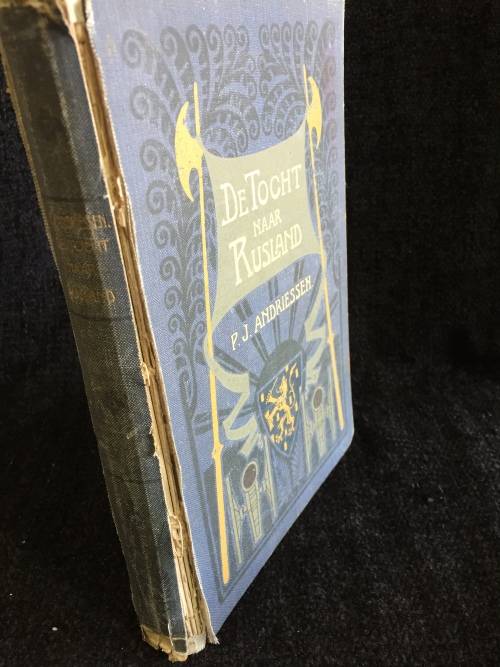 DE TOCHT
NAAR
RUSLAND
P. J. ANDRIESSEN.